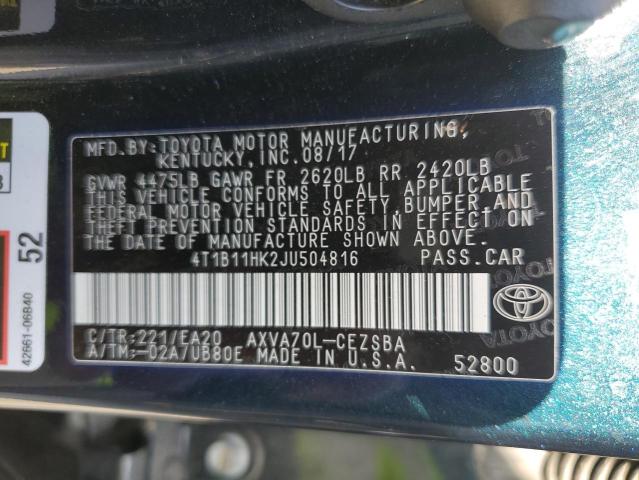 MFD.BY:TOYOTA MOTOR MANUFACTURING,
KENTUCKY,INC.08/17
GVWR 4475LB GAWR FR 2620LB RR 2420LB
THIS VEHICLE CONFORMS TO ALL APPLICABLE
FEDERAL MOTOR VEHICLE SAFETY, BUMPER, AND
THEFT PREVENTION STANDARDS IN EFFECT ON
THE DATE OF MANUFACTURE SHOWN ABOVE.
4T1B11HK2JU504816 PASS.CAR
C/TR:221/EA20 AXVA70L-CEZSBA
A/TM:-02A/UB80E MADE IN U.S.A. 52800
TOYOTA
52
42661-06B40